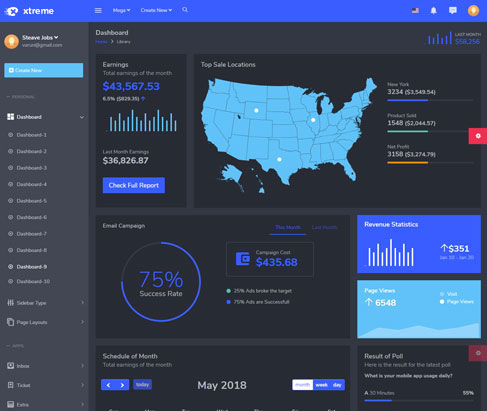 xtreme
Mega
Create New
Steave Jobs
varun@gmail.com
Create New
PERSONAL
Dashboard
Dashboard-1
Dashboard-2
Dashboard-3
Dashboard-4
Dashboard-5
Dashboard-6
Dashboard-7
Dashboard-8
Dashboard-9
Dashboard-10
Sidebar Type
Page Layouts
APPS
Inbox
Ticket
Extra
Dashboard
Home > Library
LAST MONTH
$58,256
Earnings
Total earnings of the month
$43,567.53
6.5% ($829.35)
Last Month Earnings
$36,826.87
Check Full Report
Top Sale Locations
New York
3234 ($3,549.54)
Product Sold
1548 ($2,044.57)
Net Profit
3158 ($3,274.79)
Email Campaign
This Month
Last Month
75%
Success Rate
Campaign Cost
$435.68
25% Ads broke the target
75% Ads are Successful!
Revenue Statistics
$351
Jan 10 - Jan 30
Page Views
6548
Visit
Page Views
Schedule of Month
Total earnings of the month
today
May 2018
month
week
day
Result of Poll
Here is the result for the latest poll
What is your mobile app usage daily?
A 30 Minutes
55%